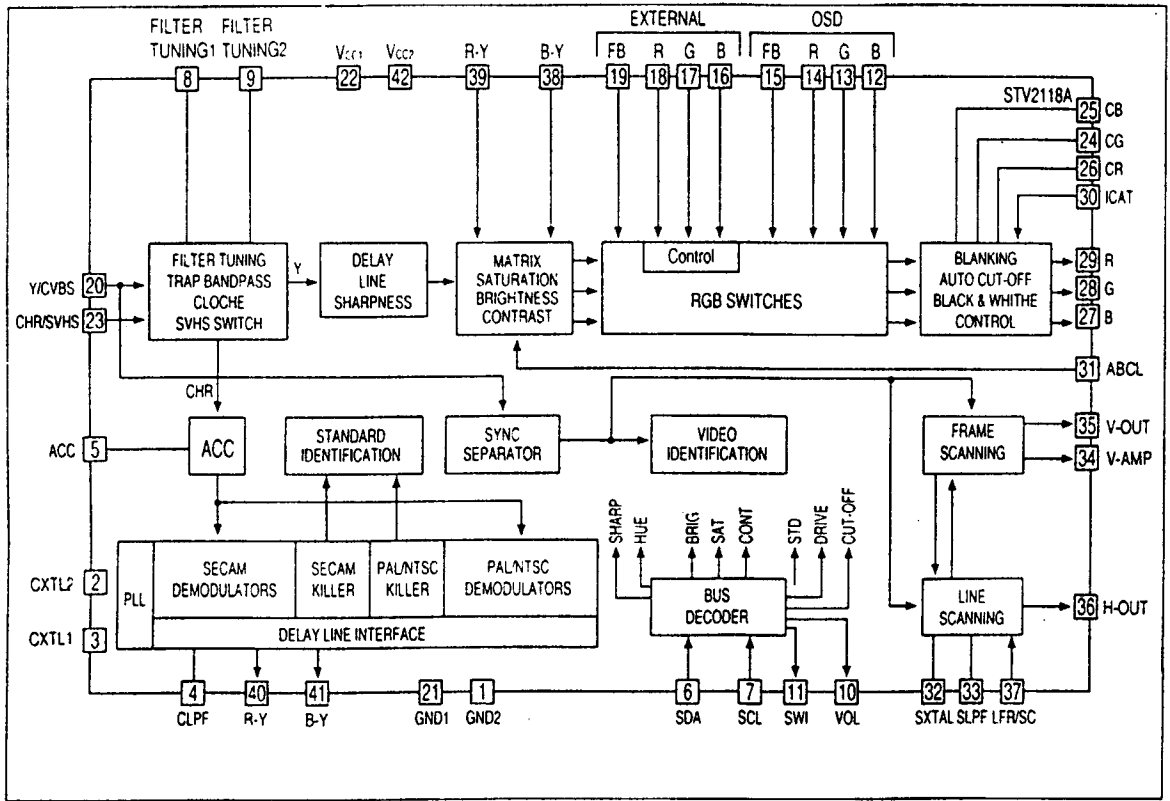 EXTERNAL OSD
FILTER FILTER
TUNING1 TUNING2 VCC1 VCC2 R-Y B-Y FB R G B FB R G B
8 9 22 42 39 38 19 18 17 16 15 14 13 12
STV2118A
25 CB
24 CG
26 CR
30 ICAT
Y/CVBS 20
CHR/SVHS 23
FILTER TUNING
TRAP BANDPASS
CLOCHE
SVHS SWITCH
Y
DELAY
LINE
SHARPNESS
MATRIX
SATURATION
BRIGHTNESS
CONTRAST
Control
RGB SWITCHES
BLANKING
AUTO CUT-OFF
BLACK & WHITHE
CONTROL
29 R
28 G
27 B
31 ABCL
CHR
ACC 5
ACC
STANDARD
IDENTIFICATION
SYNC
SEPARATOR
VIDEO
IDENTIFICATION
FRAME
SCANNING
35 V-OUT
34 V-AMP
SHARP
HUE
BRIG
SAT
CONT
STD
DRIVE
CUT-OFF
CXTL2 2
CXTL1 3
PLL
SECAM
DEMODULATORS
SECAM
KILLER
PAL/NTSC
KILLER
PAL/NTSC
DEMODULATORS
DELAY LINE INTERFACE
BUS
DECODER
LINE
SCANNING
36 H-OUT
4 40 41 21 1 6 7 11 10 32 33 37
CLPF R-Y B-Y GND1 GND2 SDA SCL SWI VOL SXTAL SLPF LFR/SC